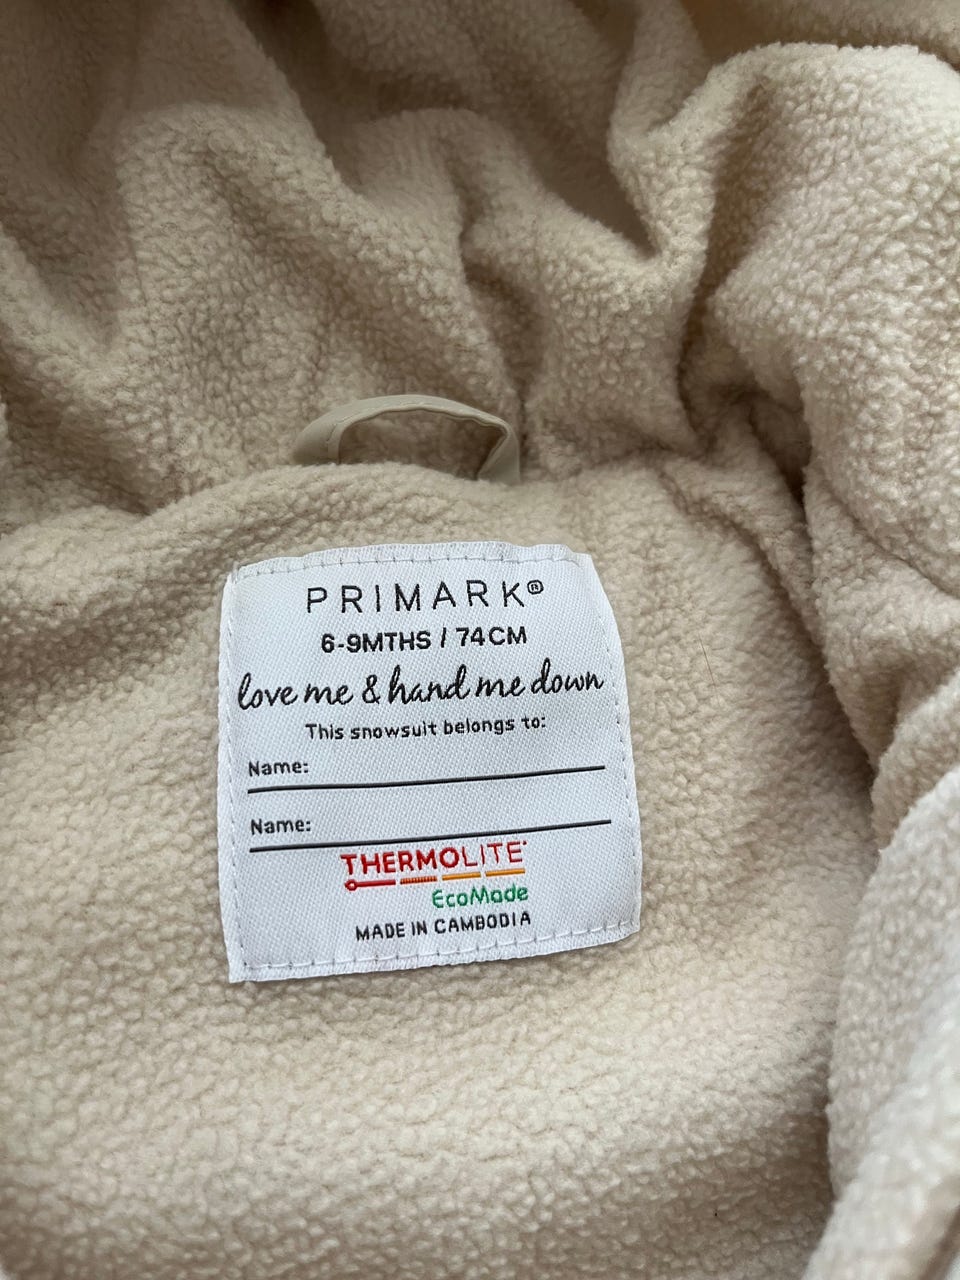 PRIMARK®
6-9MTHS / 74CM
love me & hand me down
This snowsuit belongs to:
Name:
Name:
THERMOLITE®
EcoMade
MADE IN CAMBODIA